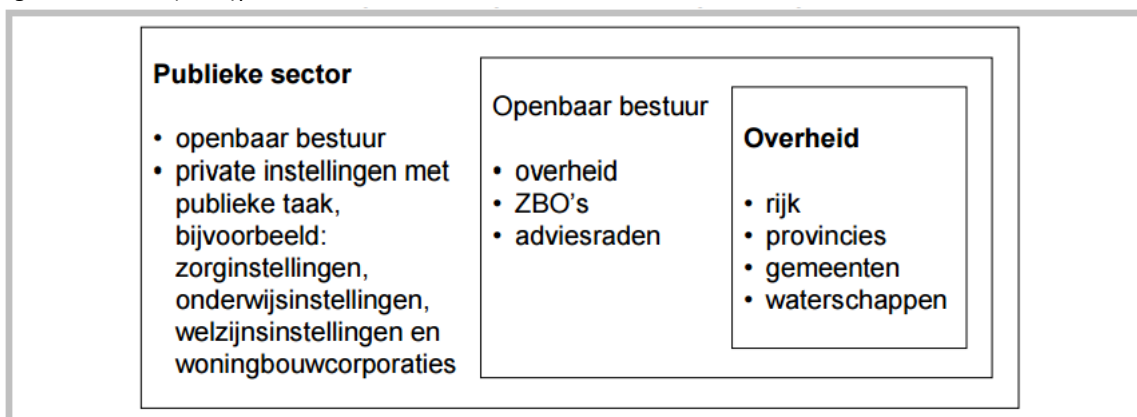 Publieke sector
• openbaar bestuur
• private instellingen met
publieke taak,
bijvoorbeeld:
zorginstellingen,
onderwijsinstellingen,
welzijnsinstellingen en
woningbouwcorporaties
Openbaar bestuur
• overheid
• ZBO's
• adviesraden
Overheid
• rijk
• provincies
• gemeenten
• waterschappen